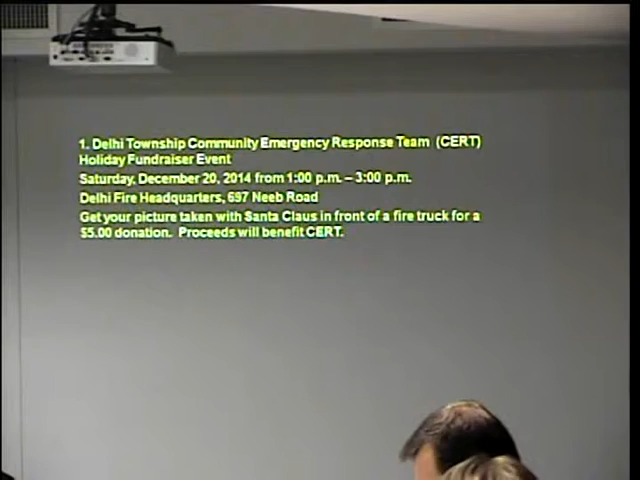 1. Delhi Township Community Emergency Response Team (CERT)
Holiday Fundraiser Event
Saturday, December 20, 2014 from 1:00 p.m. – 3:00 p.m.
Delhi Fire Headquarters, 697 Neeb Road
Get your picture taken with Santa Claus in front of a fire truck for a
$5.00 donation. Proceeds will benefit CERT.